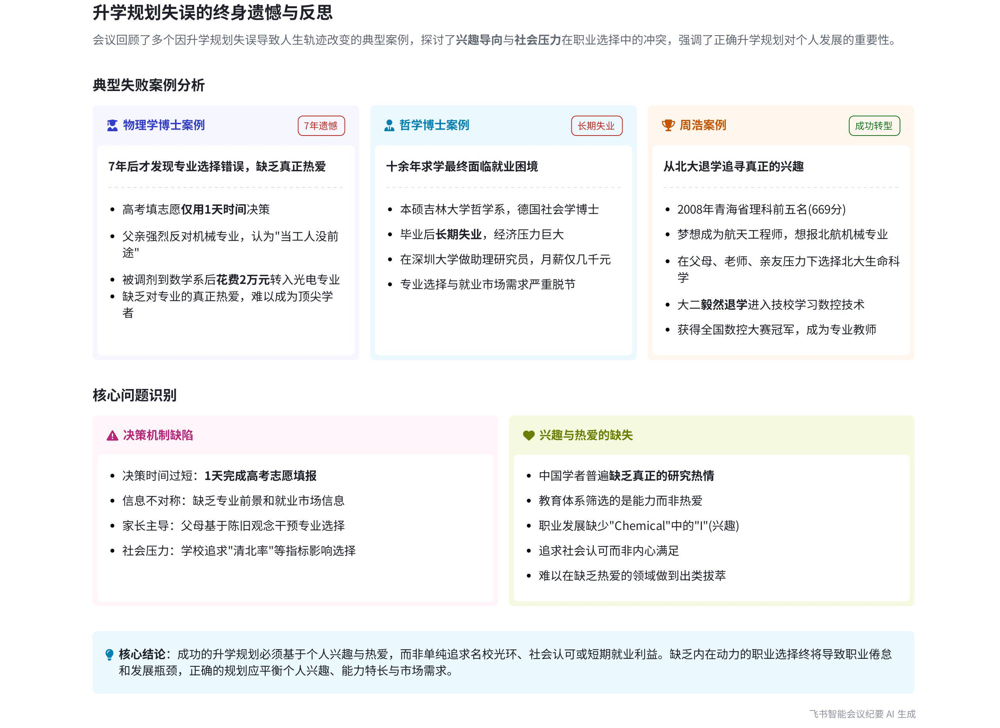 升学规划失误的终身遗憾与反思
会议回顾了多个因升学规划失误导致人生轨迹改变的典型案例，探讨了兴趣导向与社会压力在职业选择中的冲突，强调了正确升学规划对个人发展的重要性。
典型失败案例分析
物理学博士案例
7年遗憾
7年后才发现专业选择错误，缺乏真正热爱
高考填志愿仅用1天时间决策
父亲强烈反对机械专业，认为"当工人没前
途"
被调剂到数学系后花费2万元转入光电专业
缺乏对专业的真正热爱，难以成为顶尖学
者
哲学博士案例
长期失业
十余年求学最终面临就业困境
本硕吉林大学哲学系，德国社会学博士
毕业后长期失业，经济压力巨大
在深圳大学做助理研究员，月薪仅几千元
专业选择与就业市场需求严重脱节
周浩案例
成功转型
从北大退学追寻真正的兴趣
2008年青海省理科前五名(669分)
梦想成为航天工程师，想报北航机械专业
在父母、老师、亲友压力下选择北大生命科
学
大二毅然退学进入技校学习数控技术
获得全国数控大赛冠军，成为专业教师
核心问题识别
决策机制缺陷
决策时间过短：1天完成高考志愿填报
信息不对称：缺乏专业前景和就业市场信息
家长主导：父母基于陈旧观念干预专业选择
社会压力：学校追求"清北率"等指标影响选择
兴趣与热爱的缺失
中国学者普遍缺乏真正的研究热情
教育体系筛选的是能力而非热爱
职业发展缺少"Chemical"中的"I"(兴趣)
追求社会认可而非内心满足
难以在缺乏热爱的领域做到出类拔萃
核心结论：成功的升学规划必须基于个人兴趣与热爱，而非单纯追求名校光环、社会认可或短期就业利益。缺乏内在动力的职业选择终将导致职业倦怠
和发展瓶颈，正确的规划应平衡个人兴趣、能力特长与市场需求。
飞书智能会议纪要 AI 生成